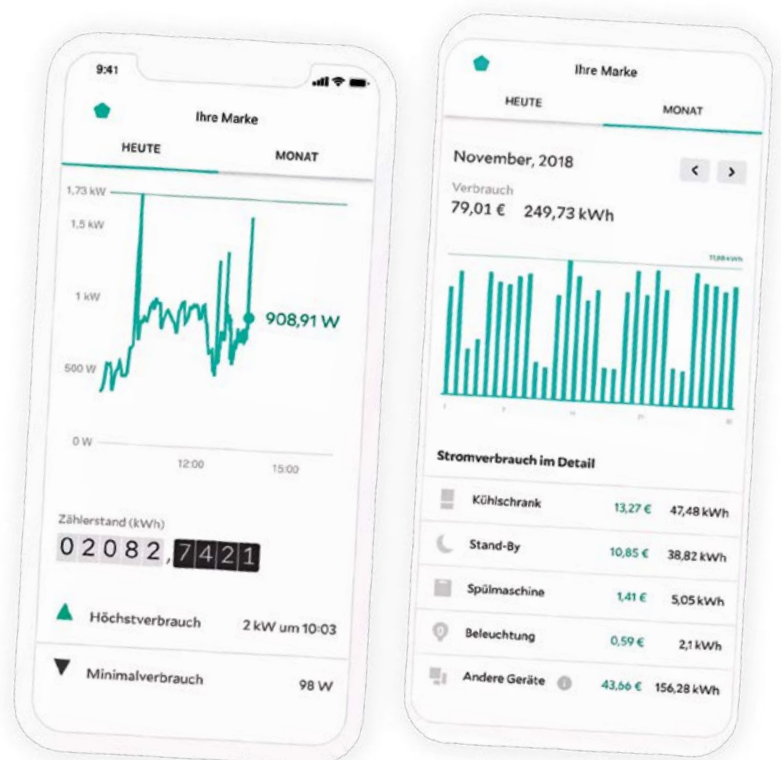 9:41
Ihre Marke
HEUTE MONAT
1,73 kW
1,5 kW
1 kW
908,91 W
500 W
0 W
12:00 15:00
Zählerstand (kWh)
02082,7421
Höchstverbrauch 2 kW um 10:03
Minimalverbrauch 98 W
Ihre Marke
HEUTE MONAT
November, 2018
< >
Verbrauch
79,01 € 249,73 kWh
Stromverbrauch im Detail
Kühlschrank 13,27 € 47,48 kWh
Stand-By 10,85 € 38,82 kWh
Spülmaschine 1,41 € 5,05 kWh
Beleuchtung 0,59 € 2,1 kWh
Andere Geräte i 43,66 € 156,28 kWh